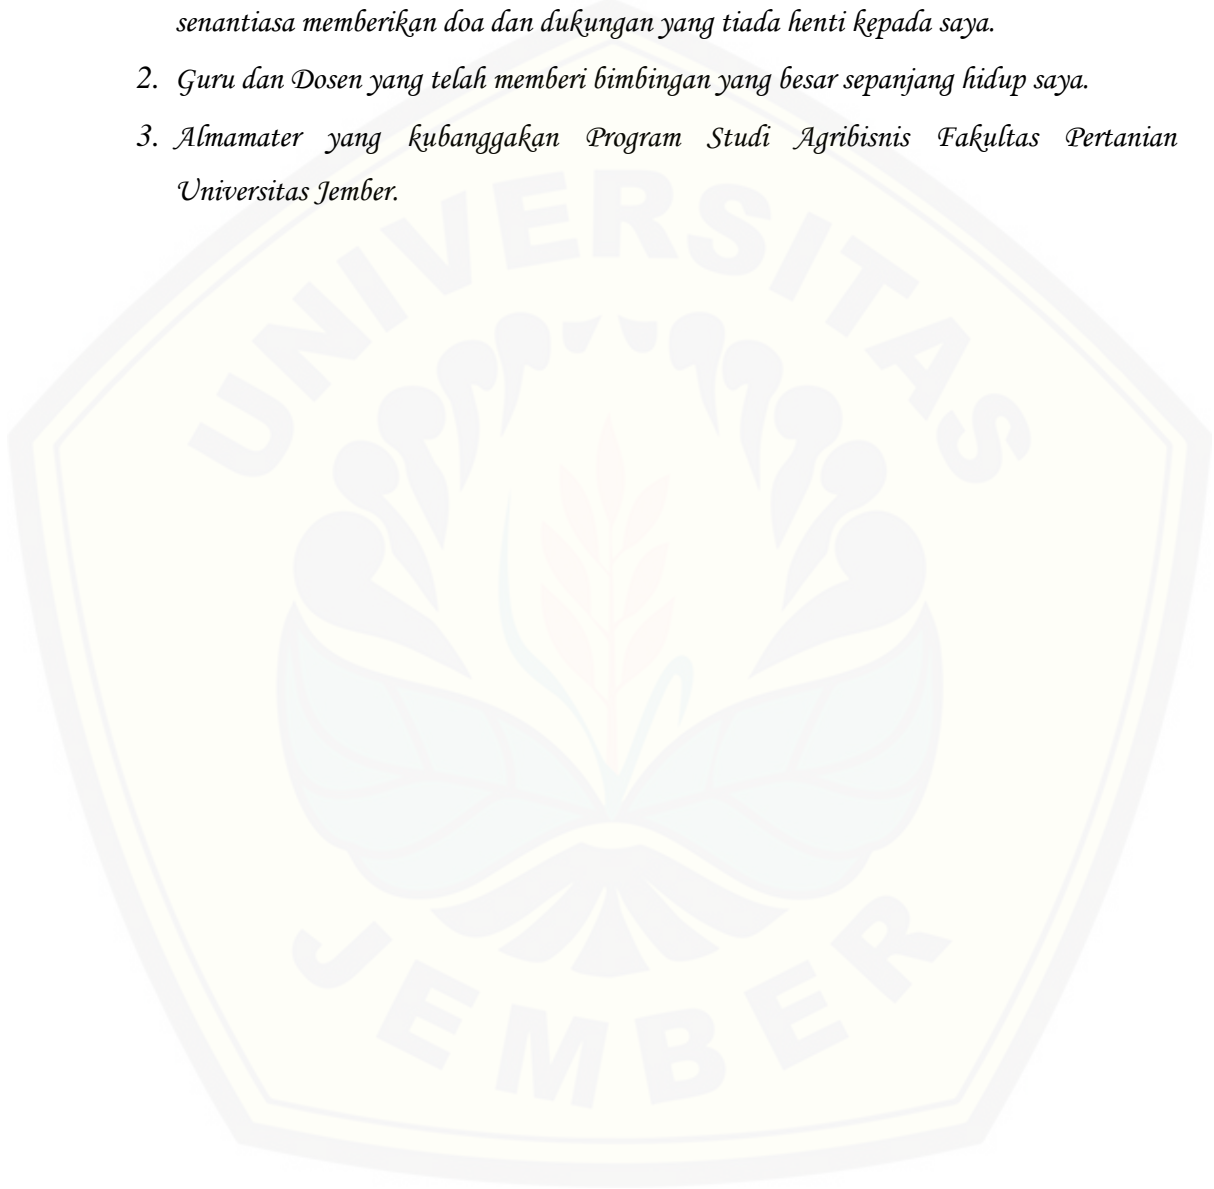 senantiasa memberikan doa dan dukungan yang tiada henti kepada saya.
2. Guru dan Dosen yang telah memberi bimbingan yang besar sepanjang hidup saya.
3. Almamater yang kubanggakan Program Studi Agribisnis Fakultas Pertanian
Universitas Jember.
UNIVERSITAS
JEMBER